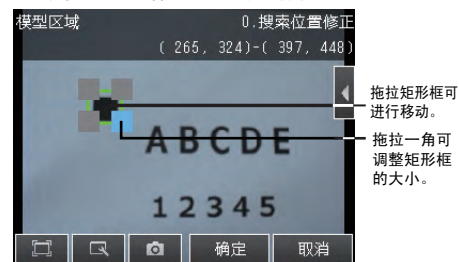 模型区域 0.搜索位置修正
( 265, 324)-( 397, 448)
拖拉矩形框可
进行移动。
拖拉一角可
调整矩形框
的大小。
ABCDE
12345
确定 取消